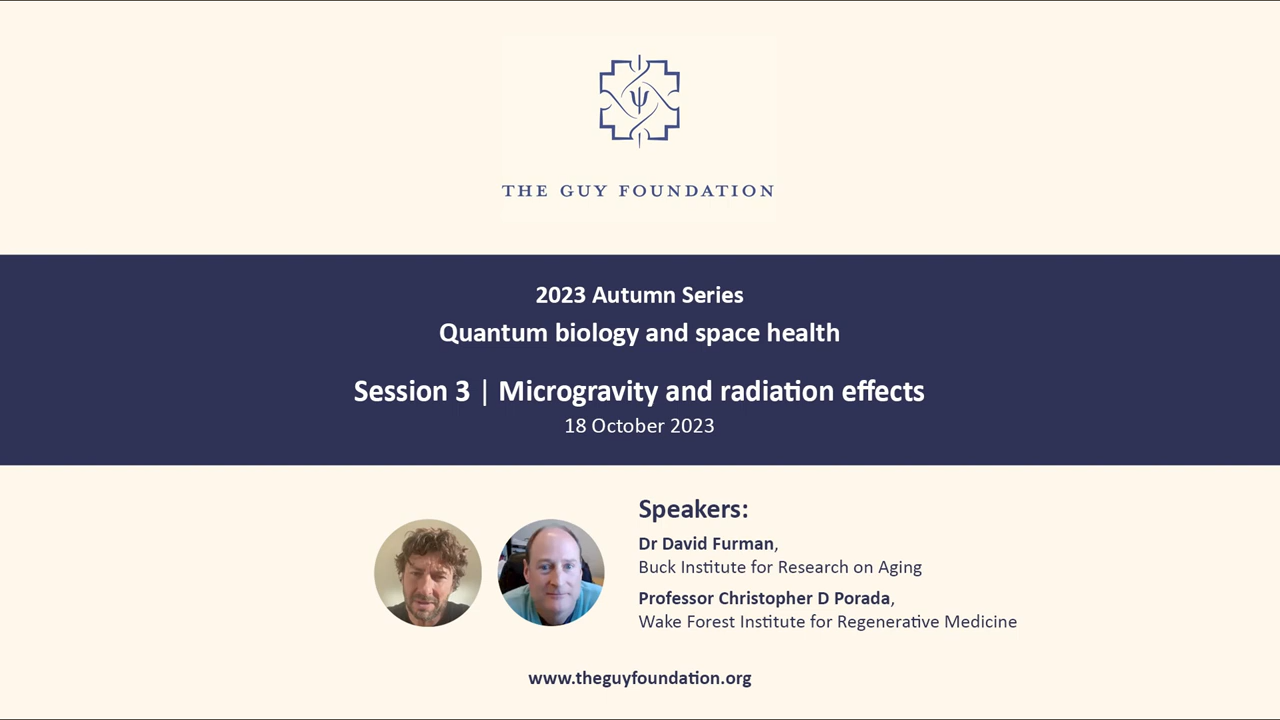 THE GUY FOUNDATION
2023 Autumn Series
Quantum biology and space health
Session 3 | Microgravity and radiation effects
18 October 2023
Speakers:
Dr David Furman,
Buck Institute for Research on Aging
Professor Christopher D Porada,
Wake Forest Institute for Regenerative Medicine
www.theguyfoundation.org